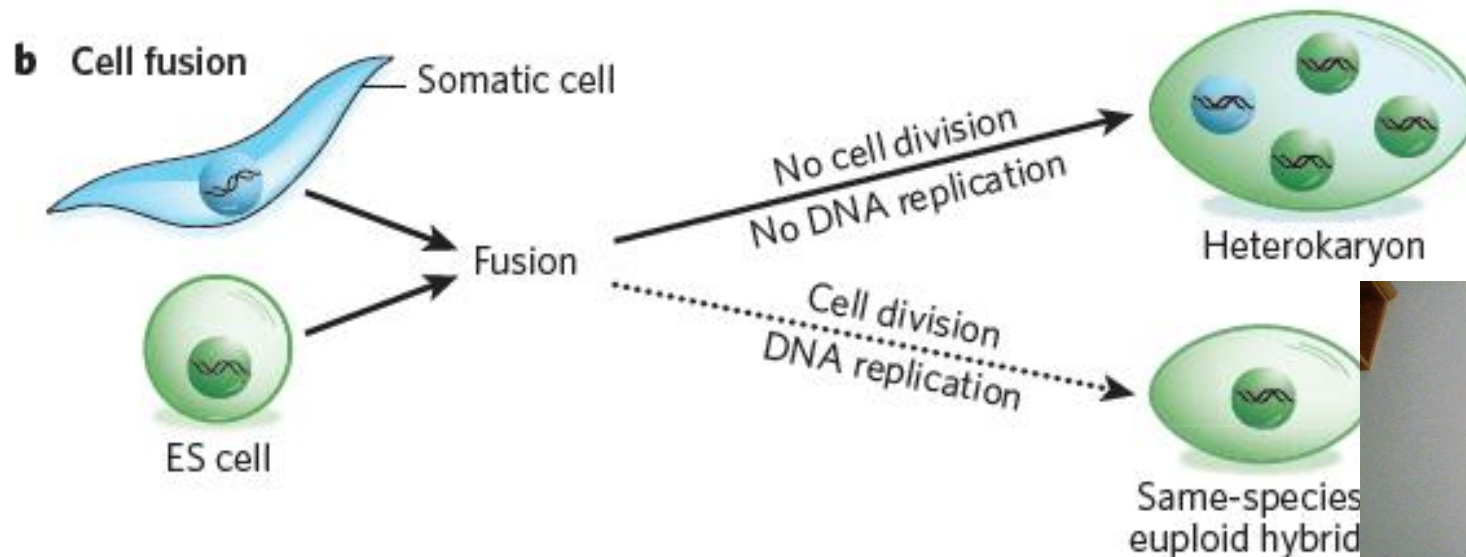 b Cell fusion
Somatic cell
No cell division
No DNA replication
Heterokaryon
Fusion
Cell division
DNA replication
ES cell
Same-species
euploid hybrid